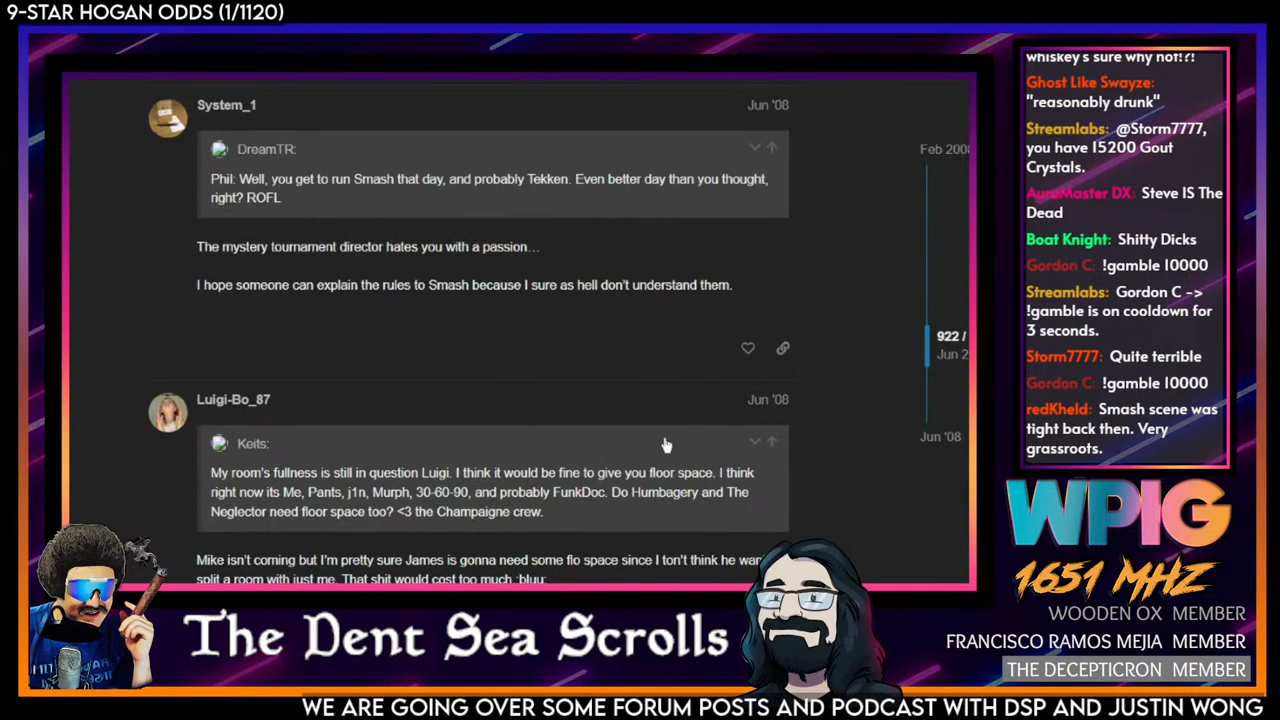 9-STAR HOGAN ODDS (1/1120)
System_1
Jun '08
DreamTR:
Phil: Well, you get to run Smash that day, and probably Tekken. Even better day than you thought,
right? ROFL
The mystery tournament director hates you with a passion…
I hope someone can explain the rules to Smash because I sure as hell don't understand them.
Luigi-Bo_87
Jun '08
Keits:
My room's fullness is still in question Luigi. I think it would be fine to give you floor space. I think
right now its Me, Pants, j1n, Murph, 30-60-90, and probably FunkDoc. Do Humbagery and The
Neglector need floor space too? <3 the Champaigne crew.
Mike isn't coming but I'm pretty sure James is gonna need some flo space since I ton't think he
split a room with just me. That shit would cost too much :bluu:
Feb 2008
922 /
Jun 2
Jun '08
whiskey's sure why not!?!
Ghost Like Swayze:
"reasonably drunk"
Streamlabs: @Storm7777,
you have 15200 Gout
Crystals.
AuraMaster DX: Steve IS The
Dead
Boat Knight: Shitty Dicks
Gordon C: !gamble 10000
Streamlabs: Gordon C ->
!gamble is on cooldown for
3 seconds.
Storm7777: Quite terrible
Gordon C: !gamble 10000
redKheld: Smash scene was
tight back then. Very
grassroots.
WPIG
1651 MHZ
WOODEN OX MEMBER
FRANCISCO RAMOS MEJIA MEMBER
THE DECEPTICRON MEMBER
The Dent Sea Scrolls
WE ARE GOING OVER SOME FORUM POSTS AND PODCAST WITH DSP AND JUSTIN WONG